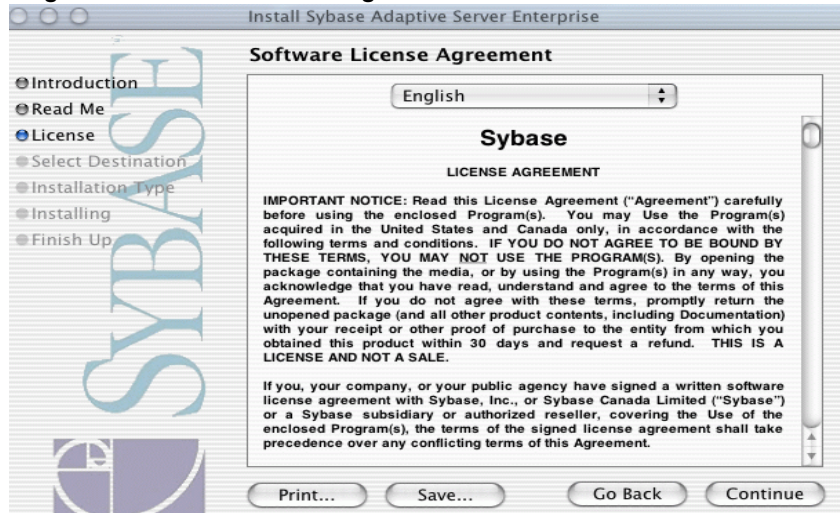 Install Sybase Adaptive Server Enterprise
Software License Agreement
Introduction
Read Me
License
Select Destination
Installation Type
Installing
Finish Up
SYBASE
English
Sybase
LICENSE AGREEMENT
IMPORTANT NOTICE: Read this License Agreement (“Agreement”) carefully
before using the enclosed Program(s). You may Use the Program(s)
acquired in the United States and Canada only, in accordance with the
following terms and conditions. IF YOU DO NOT AGREE TO BE BOUND BY
THESE TERMS, YOU MAY NOT USE THE PROGRAM(S). By opening the
package containing the media, or by using the Program(s) in any way, you
acknowledge that you have read, understand and agree to the terms of this
Agreement. If you do not agree with these terms, promptly return the
unopened package (and all other product contents, including Documentation)
with your receipt or other proof of purchase to the entity from which you
obtained this product within 30 days and request a refund. THIS IS A
LICENSE AND NOT A SALE.
If you, your company, or your public agency have signed a written software
license agreement with Sybase, Inc., or Sybase Canada Limited (“Sybase”)
or a Sybase subsidiary or authorized reseller, covering the Use of the
enclosed Program(s), the terms of the signed license agreement shall take
precedence over any conflicting terms of this Agreement.
Print...
Save...
Go Back
Continue